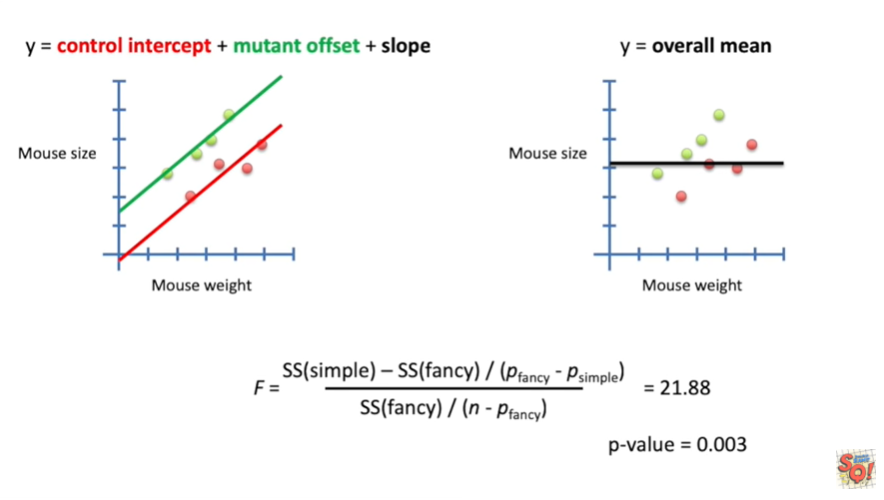 y = control intercept + mutant offset + slope
y = overall mean
Mouse size
Mouse size
Mouse weight
Mouse weight
F = SS(simple) – SS(fancy) / (pfancy - psimple)
SS(fancy) / (n - pfancy)
= 21.88
p-value = 0.003
SQ!